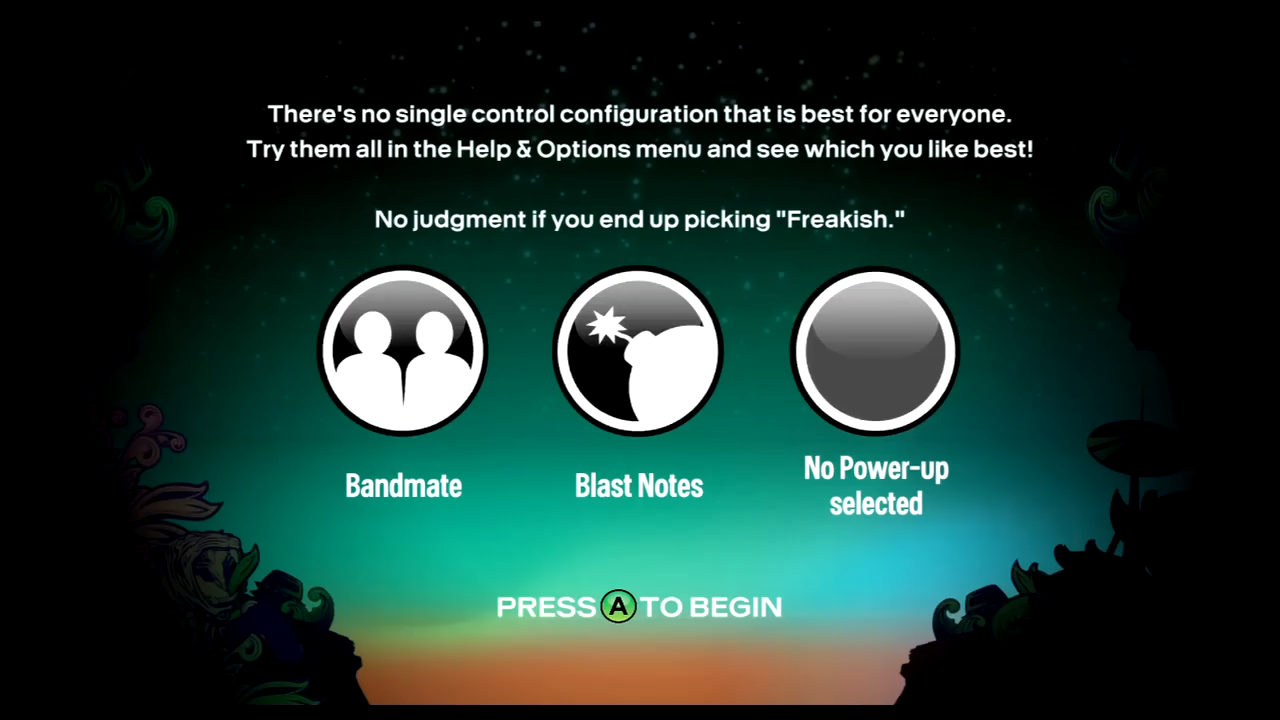 There's no single control configuration that is best for everyone.
Try them all in the Help & Options menu and see which you like best!
No judgment if you end up picking "Freakish."
Bandmate
Blast Notes
No Power-up
selected
PRESS A TO BEGIN